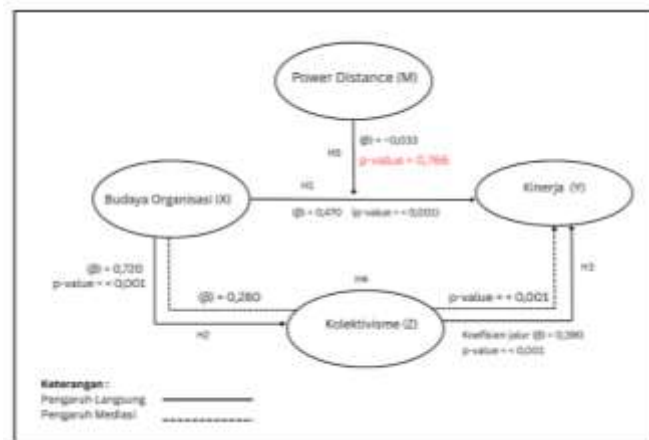 Power Distance (M)
(β) = -0,033
H5
p-value = 0,766
H1
Budaya Organisasi (X)
Kinerja (Y)
(β) = 0,470 (p-value = < 0,001)
(β) = 0,720
p-value = < 0,001
H4
H3
(β) = 0,280
p-value = < 0,001
Kolektivisme (Z)
H2
Koefisien jalur (β) = 0,390
p-value = < 0,001
Keterangan :
Pengaruh Langsung
Pengaruh Mediasi